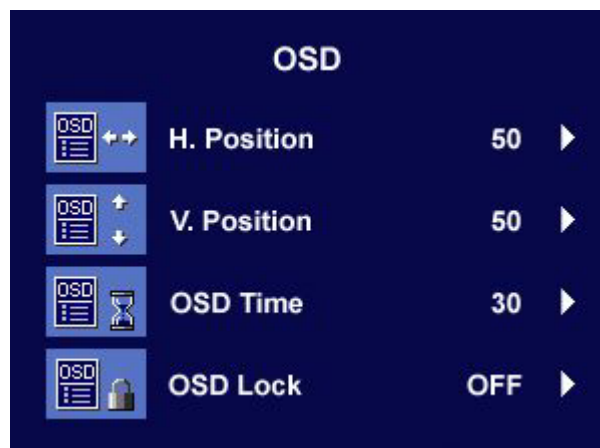 OSD
OSD H. Position 50
OSD V. Position 50
OSD OSD Time 30
OSD OSD Lock OFF